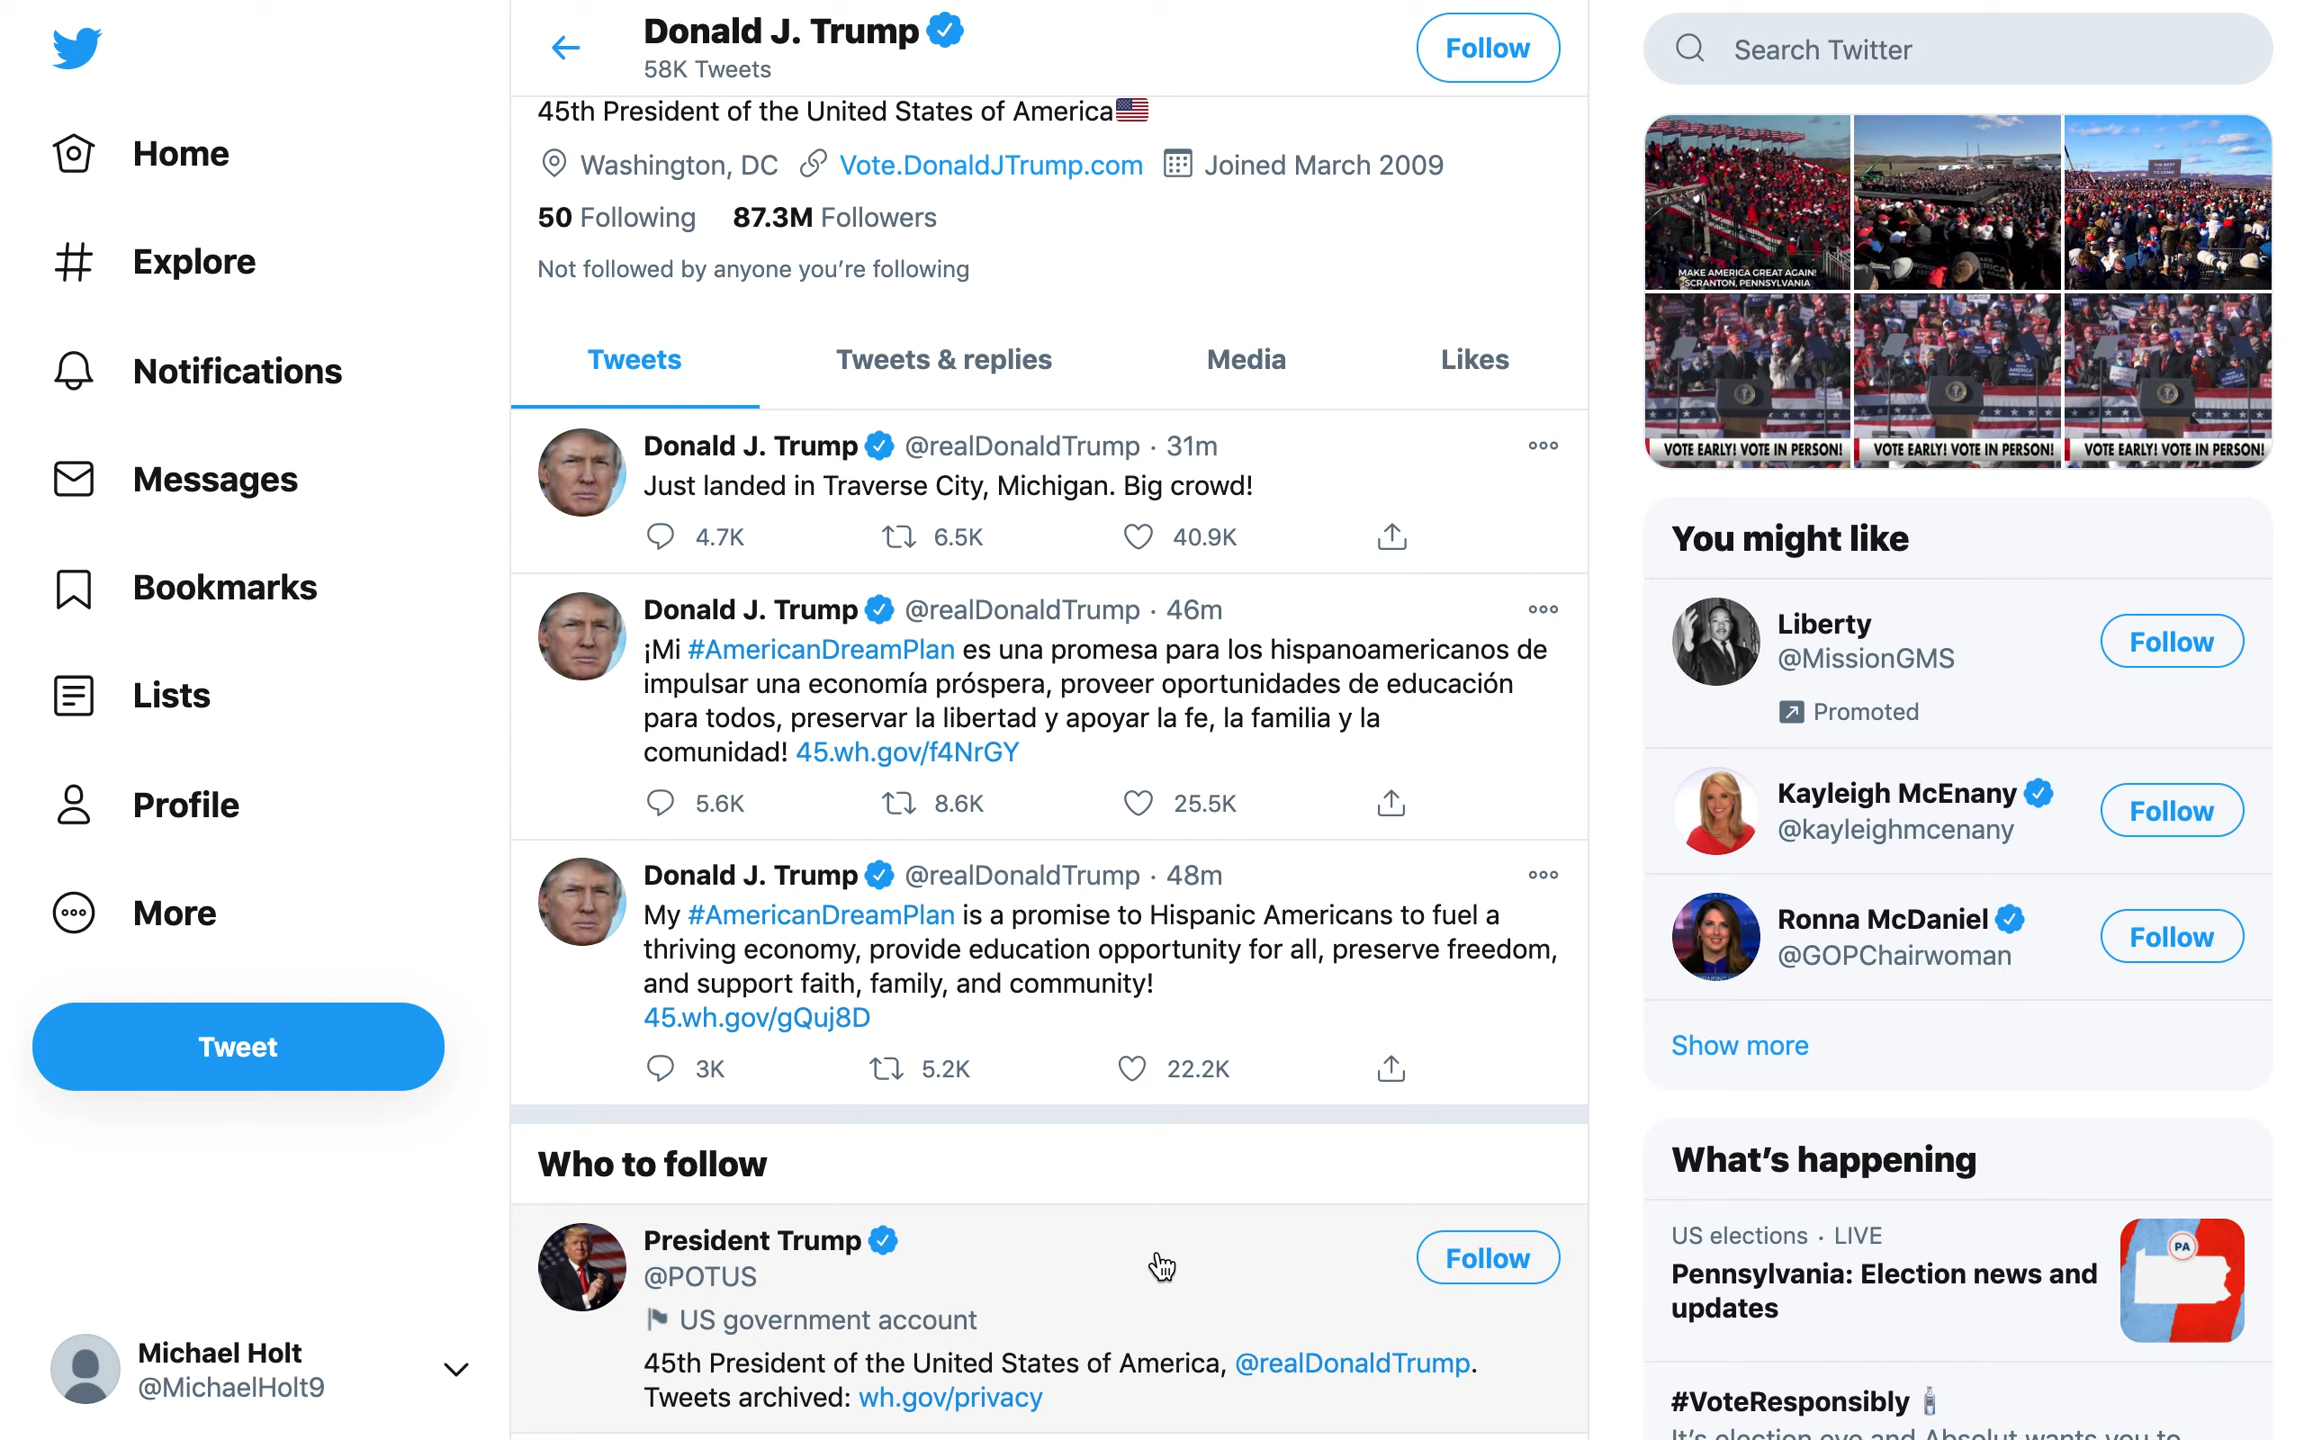 Donald J. Trump
58K Tweets
Follow
45th President of the United States of America🇺🇸
Washington, DC Vote.DonaldJTrump.com Joined March 2009
50 Following 87.3M Followers
Not followed by anyone you're following
Tweets Tweets & replies Media Likes
Donald J. Trump @realDonaldTrump · 31m
Just landed in Traverse City, Michigan. Big crowd!
4.7K 6.5K 40.9K
Donald J. Trump @realDonaldTrump · 46m
¡Mi #AmericanDreamPlan es una promesa para los hispanoamericanos de
impulsar una economía próspera, proveer oportunidades de educación
para todos, preservar la libertad y apoyar la fe, la familia y la
comunidad! 45.wh.gov/f4NrGY
5.6K 8.6K 25.5K
Donald J. Trump @realDonaldTrump · 48m
My #AmericanDreamPlan is a promise to Hispanic Americans to fuel a
thriving economy, provide education opportunity for all, preserve freedom,
and support faith, family, and community!
45.wh.gov/gQuj8D
3K 5.2K 22.2K
Who to follow
President Trump
@POTUS
Follow
US government account
45th President of the United States of America, @realDonaldTrump.
Tweets archived: wh.gov/privacy
Home
Explore
Notifications
Messages
Bookmarks
Lists
Profile
More
Tweet
Michael Holt
@MichaelHolt9
Search Twitter
MAKE AMERICA GREAT AGAIN!
SCRANTON, PENNSYLVANIA
VOTE EARLY! VOTE IN PERSON!
VOTE EARLY! VOTE IN PERSON!
VOTE EARLY! VOTE IN PERSON!
You might like
Liberty
@MissionGMS
Follow
Promoted
Kayleigh McEnany
@kayleighmcenany
Follow
Ronna McDaniel
@GOPChairwoman
Follow
Show more
What's happening
US elections · LIVE
Pennsylvania: Election news and
updates
PA
#VoteResponsibly
It's election eve and Absolut wants you to